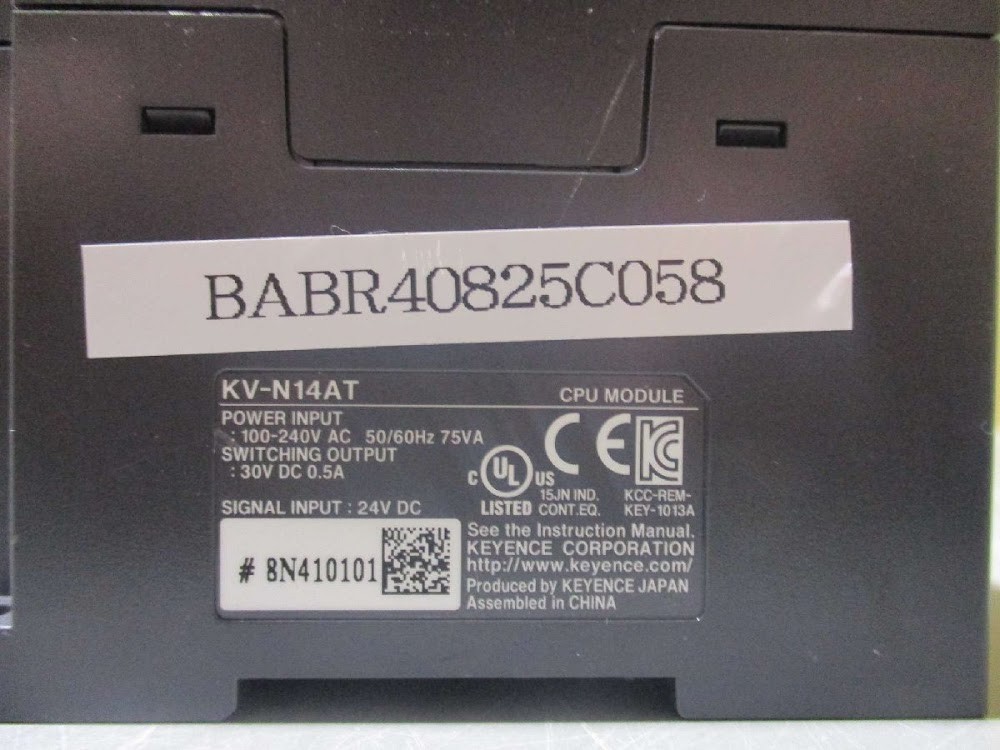 BABR40825C058
KV-N14AT
CPU MODULE
POWER INPUT
: 100-240V AC 50/60Hz 75VA
SWITCHING OUTPUT
: 30V DC 0.5A
SIGNAL INPUT : 24V DC
C UL US
LISTED
15JN IND.
CONT.EQ.
CE
KC
KCC-REM-
KEY-1013A
# 8N410101
See the Instruction Manual.
KEYENCE CORPORATION
http://www.keyence.com/
Produced by KEYENCE JAPAN
Assembled in CHINA